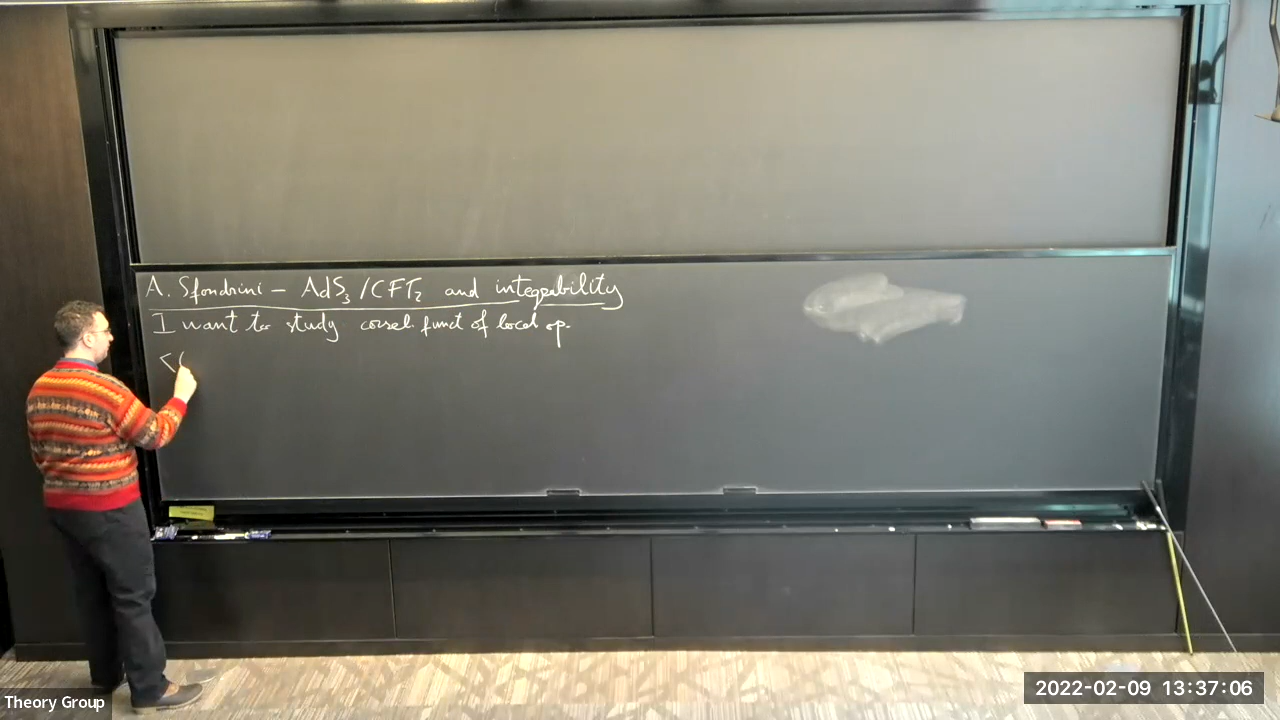 A. Sfondrini – AdS₃/CFT₂ and integrability
I want to study correl. funct of local op.
<
Theory Group
2022-02-09 13:37:06